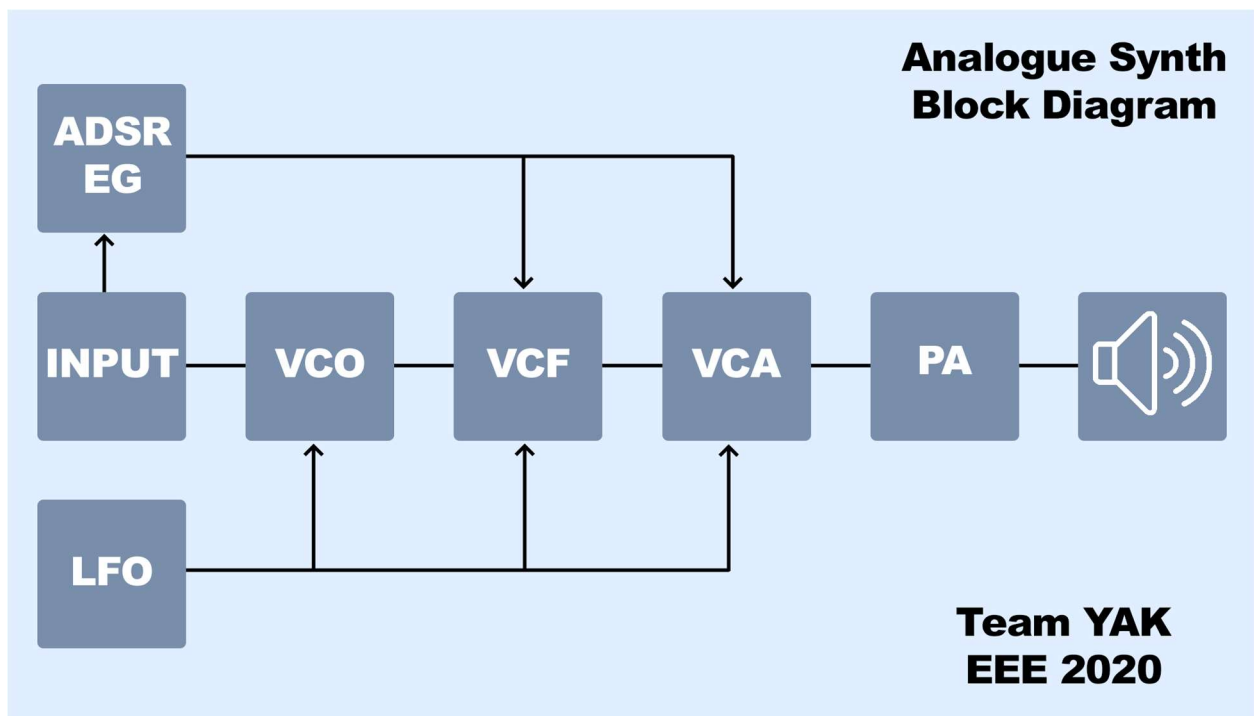 Analogue Synth
Block Diagram
ADSR
EG
INPUT
VCO
VCF
VCA
PA
LFO
Team YAK
EEE 2020